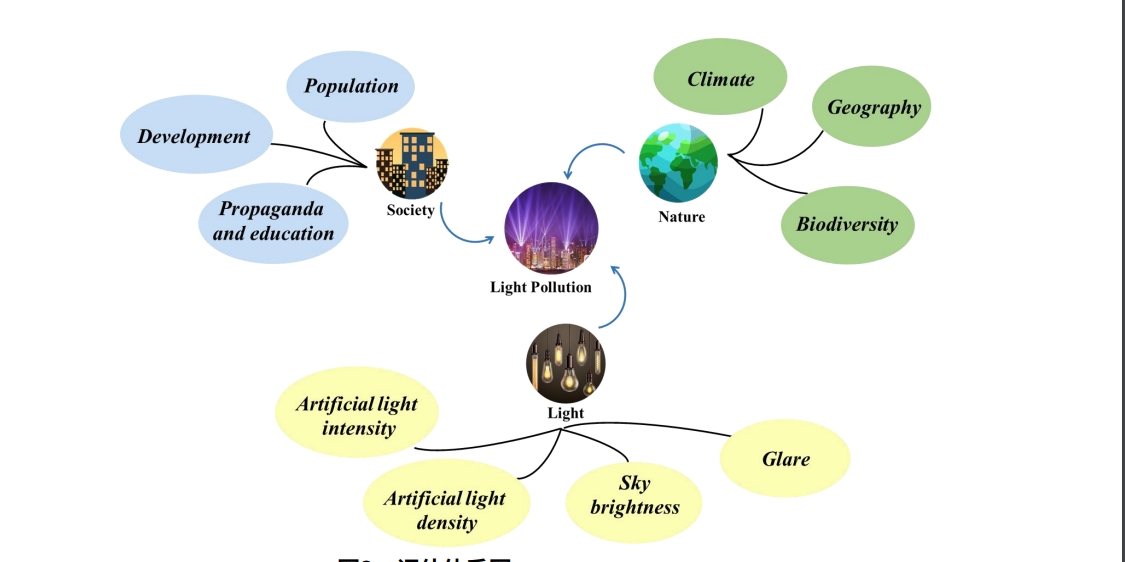 Population
Development
Propaganda
and education
Society
Climate
Geography
Biodiversity
Nature
Light Pollution
Light
Artificial light
intensity
Artificial light
density
Sky
brightness
Glare